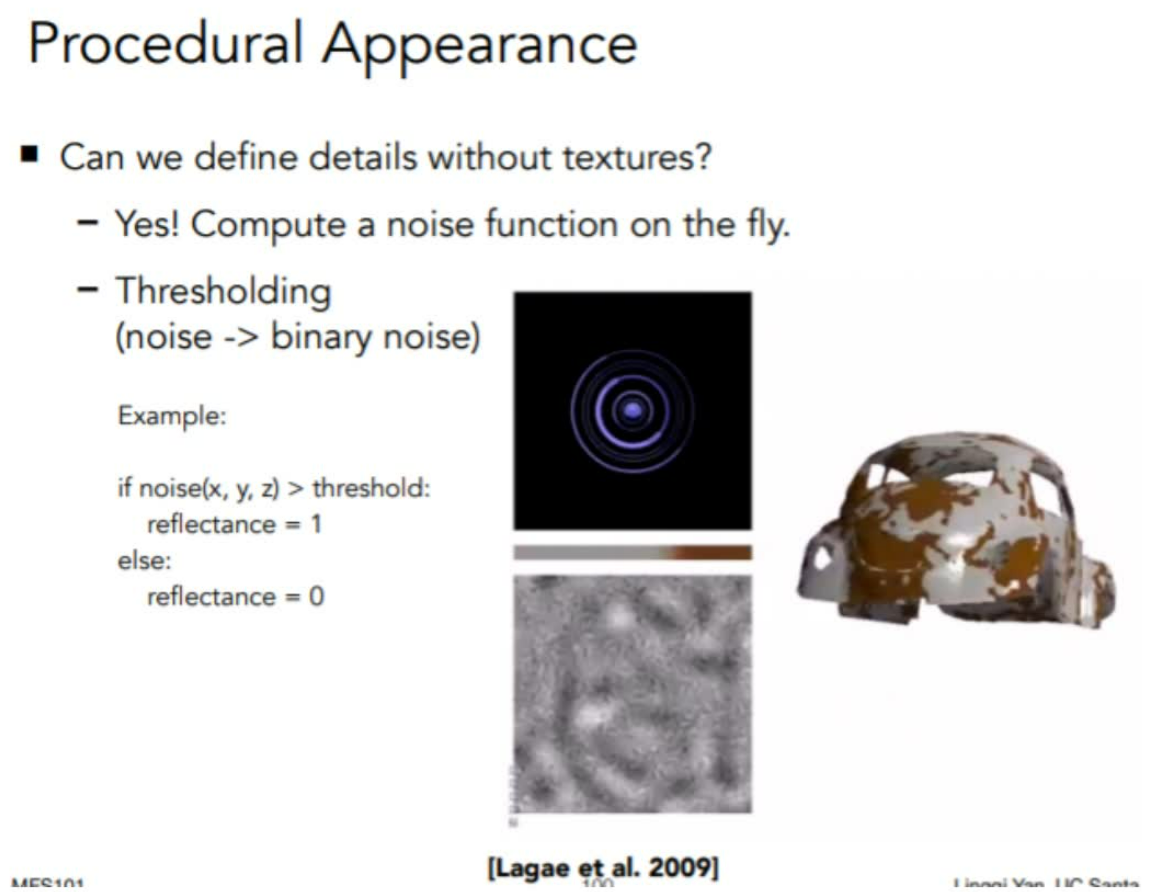 Procedural Appearance
■ Can we define details without textures?
– Yes! Compute a noise function on the fly.
– Thresholding
(noise -> binary noise)
Example:
if noise(x, y, z) > threshold:
reflectance = 1
else:
reflectance = 0
[Lagae et al. 2009]
100
Lingqi Yan, UC Santa